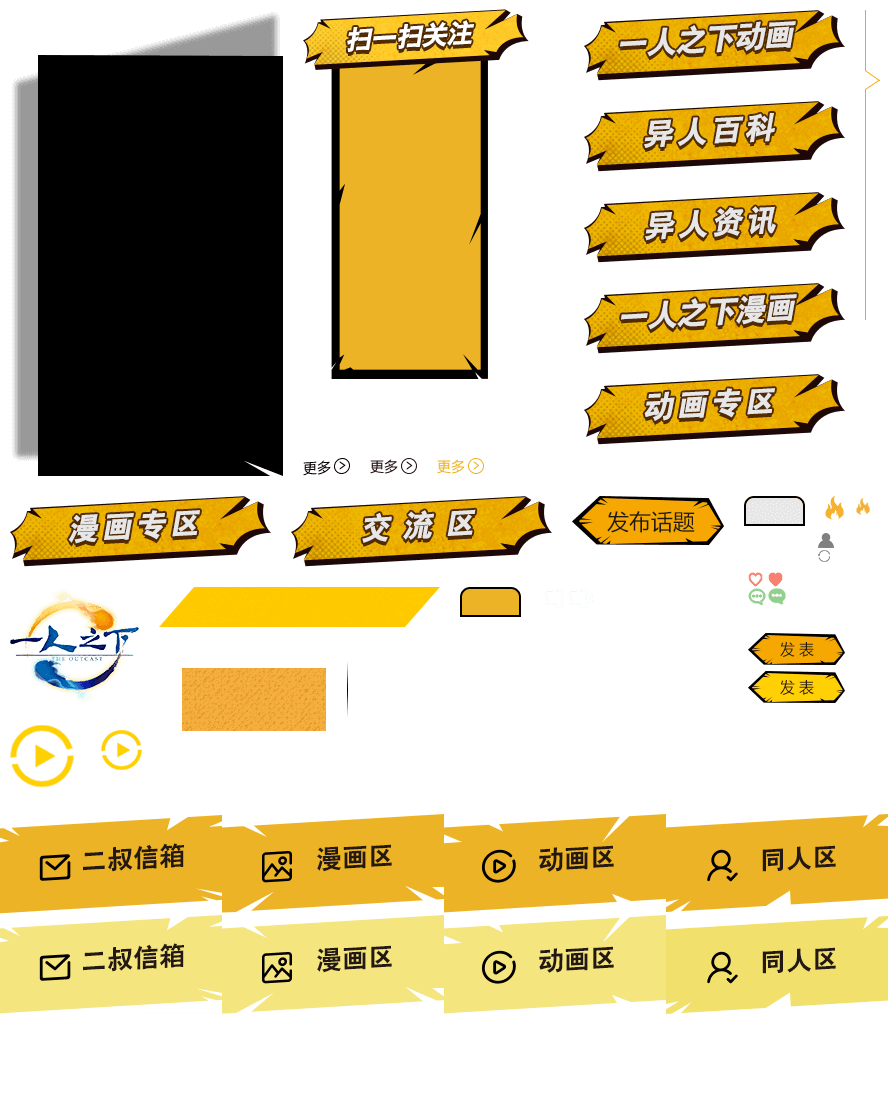 扫一扫关注
一人之下动画
异人百科
异人资讯
一人之下漫画
动画专区
更多
更多
更多
漫画专区
交流区
发布话题
一人之下
THE OUTCAST
发表
发表
二叔信箱
漫画区
动画区
同人区
二叔信箱
漫画区
动画区
同人区